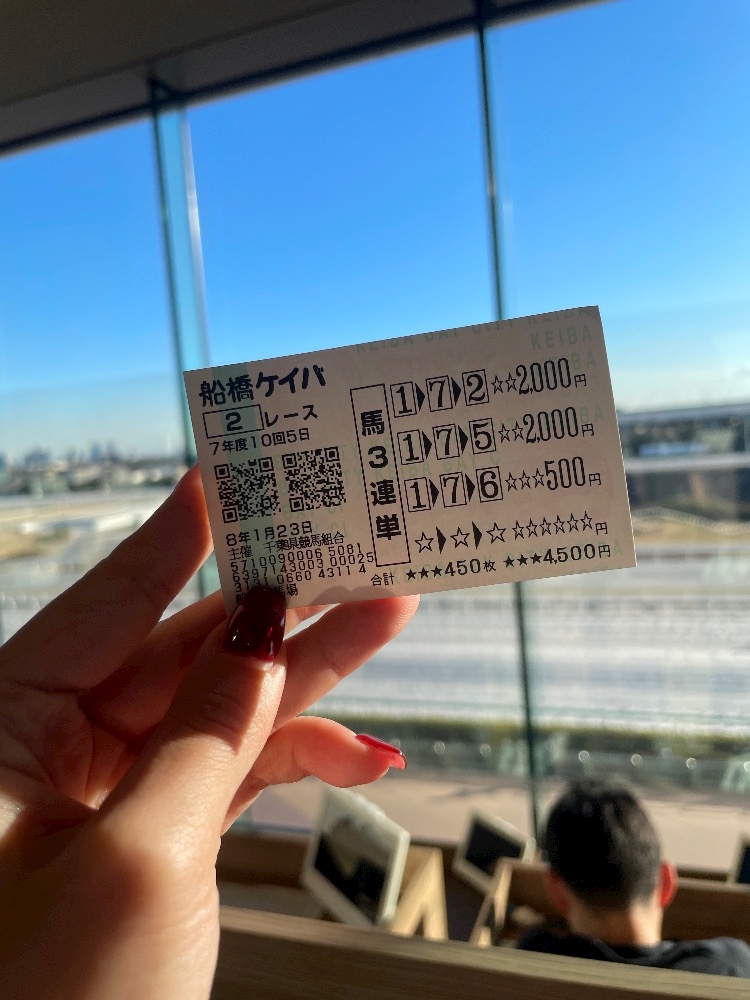 船橋ケイバ
2レース
7年度10回5日
8年1月23日
主催 千葉県競馬組合
5710090006 5081
6391 43003 00025
3131 0660 4311 4
馬3連単
1▶7▶2☆☆2,000円
1▶7▶5☆☆2,000円
1▶7▶6☆☆☆500円
☆▶☆▶☆☆☆☆☆☆☆円
合計 ★★★450枚 ★★★4,500円
KEIBA